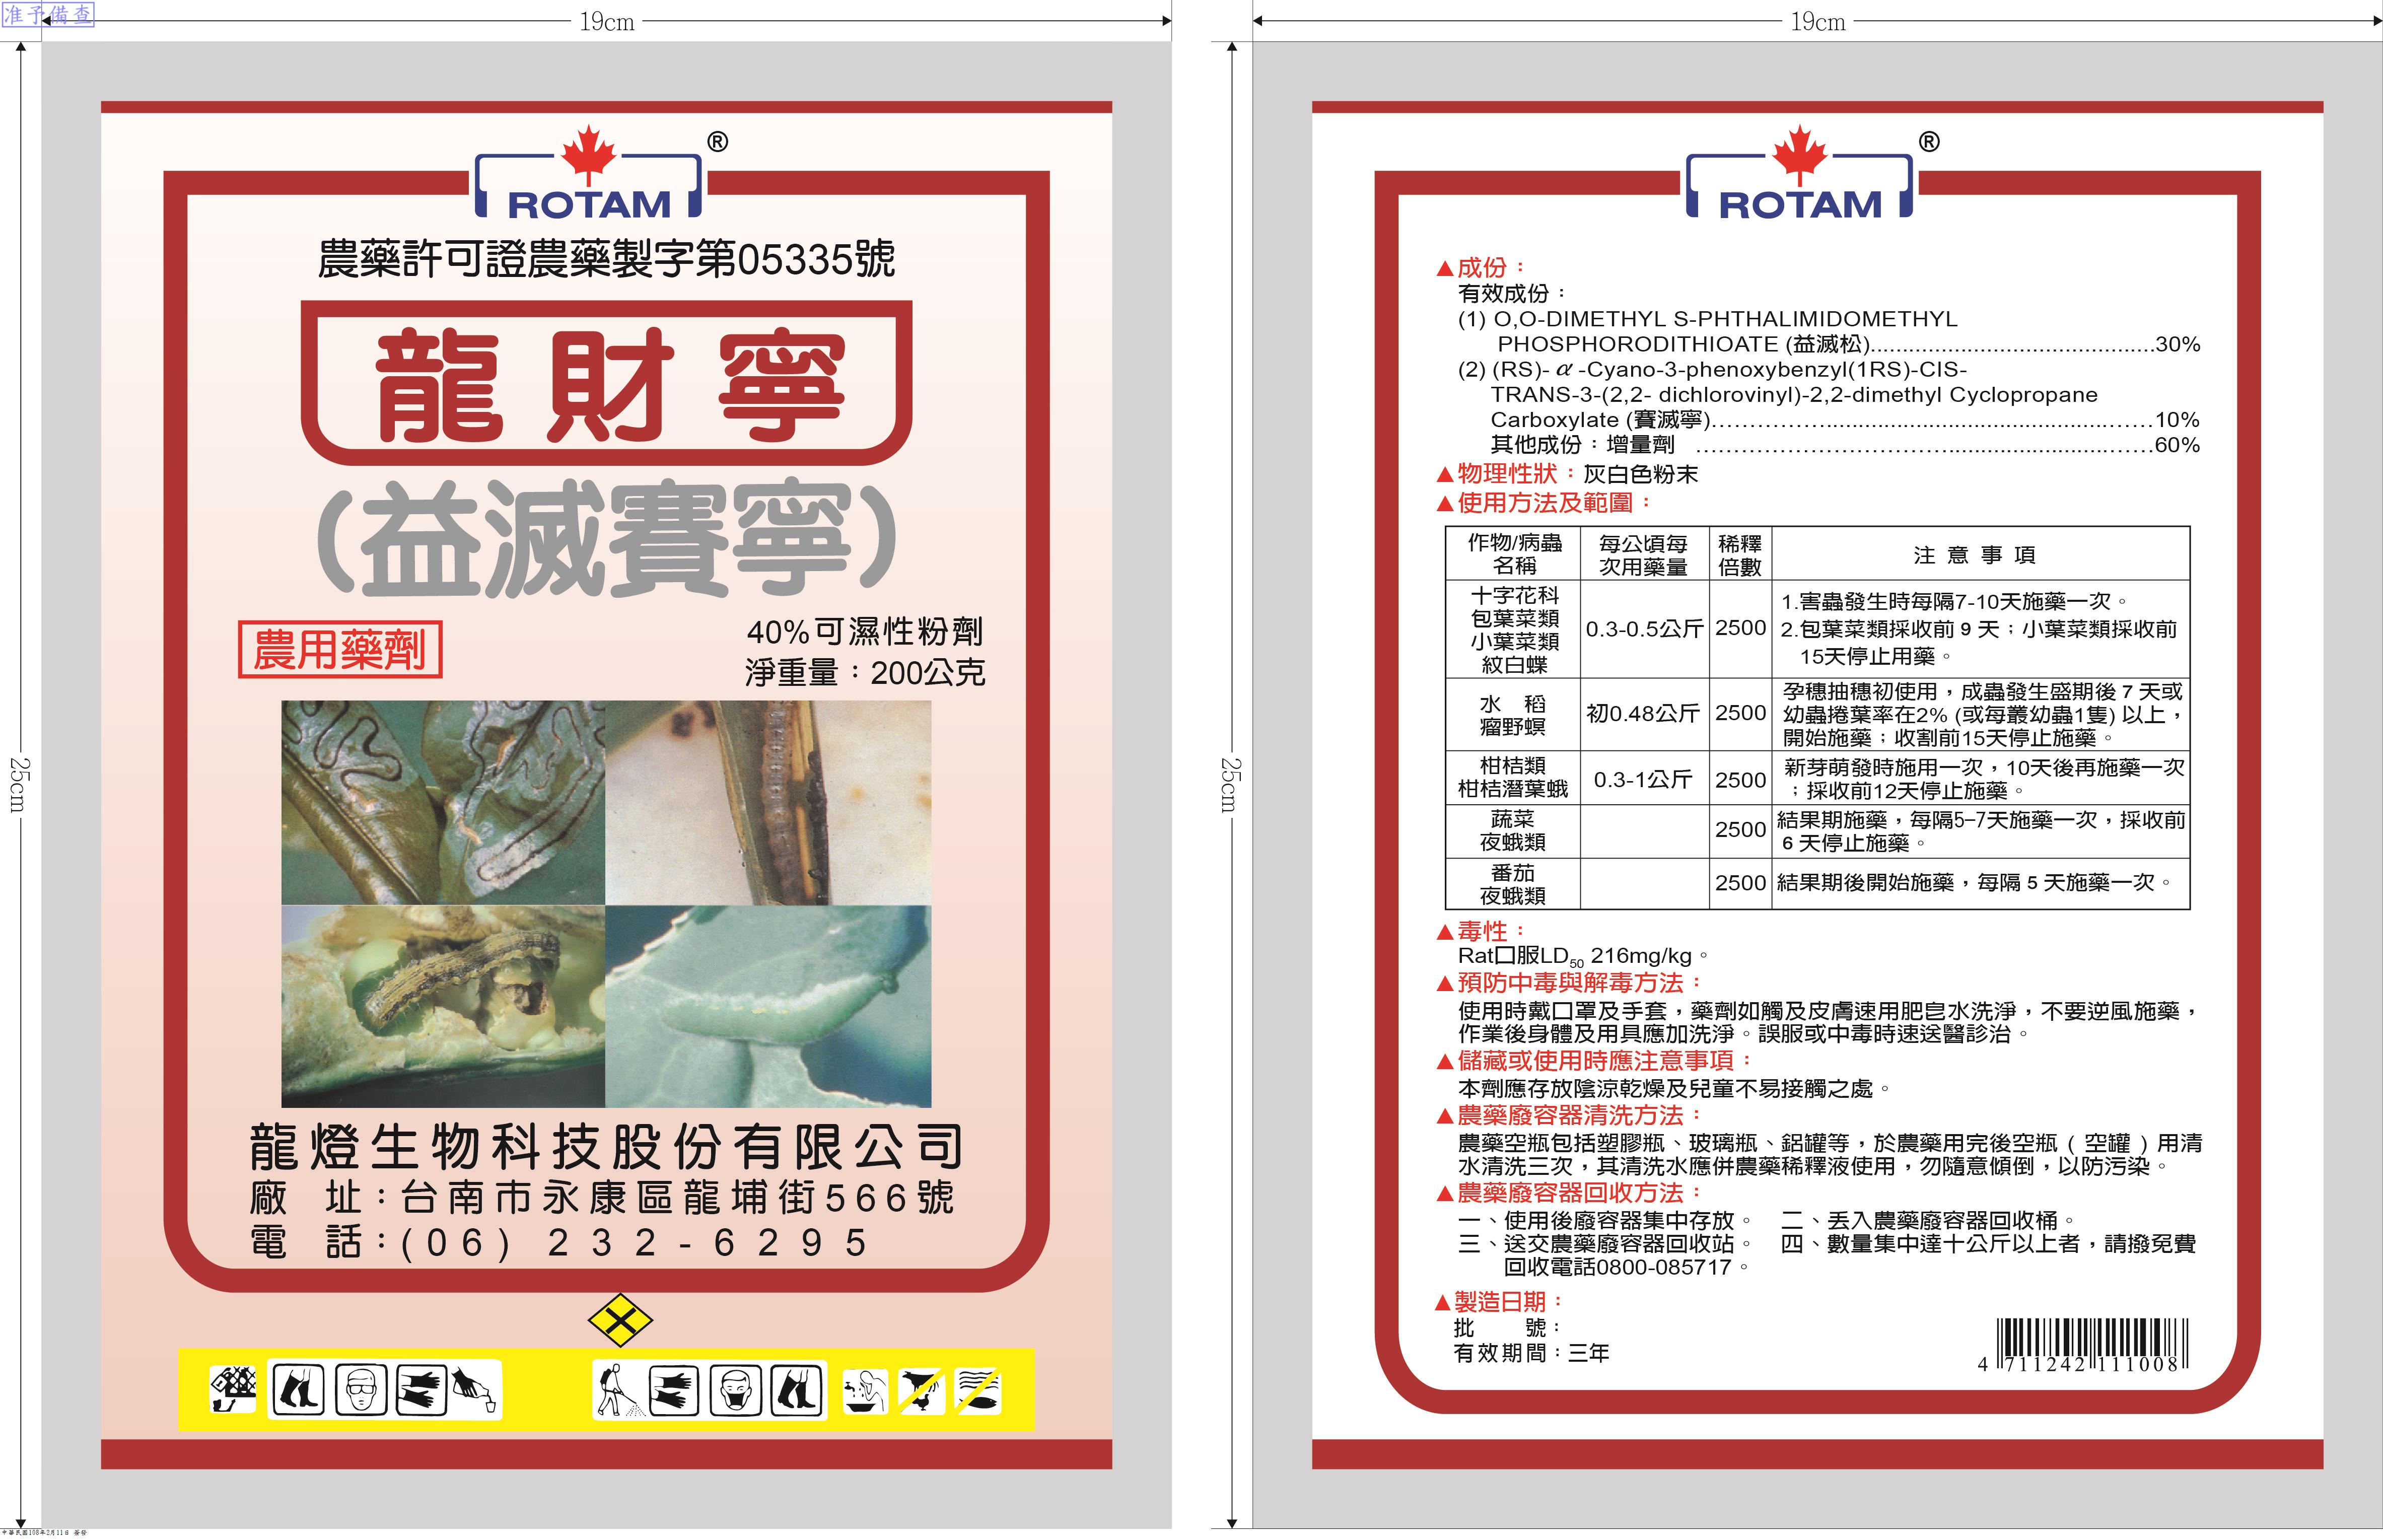 准予備查
19cm
25cm
®
ROTAM
農藥許可證農藥製字第05335號
龍財寧
(益滅賽寧)
農用藥劑
40%可濕性粉劑
淨重量：200公克
龍燈生物科技股份有限公司
廠　址：台南市永康區龍埔街566號
電　話：(06) 232-6295
中華民國108年2月11日 簽發
19cm
25cm
®
ROTAM
▲成份：
有效成份：
(1) O,O-DIMETHYL S-PHTHALIMIDOMETHYL
PHOSPHORODITHIOATE (益滅松)..........................................30%
(2) (RS)-α-Cyano-3-phenoxybenzyl(1RS)-CIS-
TRANS-3-(2,2- dichlorovinyl)-2,2-dimethyl Cyclopropane
Carboxylate (賽滅寧)..........................................10%
其他成份：增量劑 ..........................................60%
▲物理性狀：灰白色粉末
▲使用方法及範圍：
作物/病蟲名稱 每公頃每次用藥量 稀釋倍數 注意事項
十字花科
包葉菜類
小葉菜類
紋白蝶
0.3-0.5公斤 2500
1.害蟲發生時每隔7-10天施藥一次。
2.包葉菜類採收前9天；小葉菜類採收前
15天停止用藥。
水　稻
瘤野螟
初0.48公斤 2500
孕穗抽穗初使用，成蟲發生盛期後7天或
幼蟲捲葉率在2% (或每叢幼蟲1隻) 以上，
開始施藥；收割前15天停止施藥。
柑桔類
柑桔潛葉蛾
0.3-1公斤 2500
新芽萌發時施用一次，10天後再施藥一次
；採收前12天停止施藥。
蔬菜
夜蛾類
2500
結果期施藥，每隔5–7天施藥一次，採收前
6天停止施藥。
番茄
夜蛾類
2500 結果期後開始施藥，每隔5天施藥一次。
▲毒性：
Rat口服LD50 216mg/kg。
▲預防中毒與解毒方法：
使用時戴口罩及手套，藥劑如觸及皮膚速用肥皂水洗淨，不要逆風施藥，
作業後身體及用具應加洗淨。誤服或中毒時速送醫診治。
▲儲藏或使用時應注意事項：
本劑應存放陰涼乾燥及兒童不易接觸之處。
▲農藥廢容器清洗方法：
農藥空瓶包括塑膠瓶、玻璃瓶、鋁罐等，於農藥用完後空瓶（空罐）用清
水清洗三次，其清洗水應併農藥稀釋液使用，勿隨意傾倒，以防污染。
▲農藥廢容器回收方法：
一、使用後廢容器集中存放。　二、丟入農藥廢容器回收桶。
三、送交農藥廢容器回收站。　四、數量集中達十公斤以上者，請撥免費
回收電話0800-085717。
▲製造日期：
批　　號：
有效期間：三年
4 711242 111008